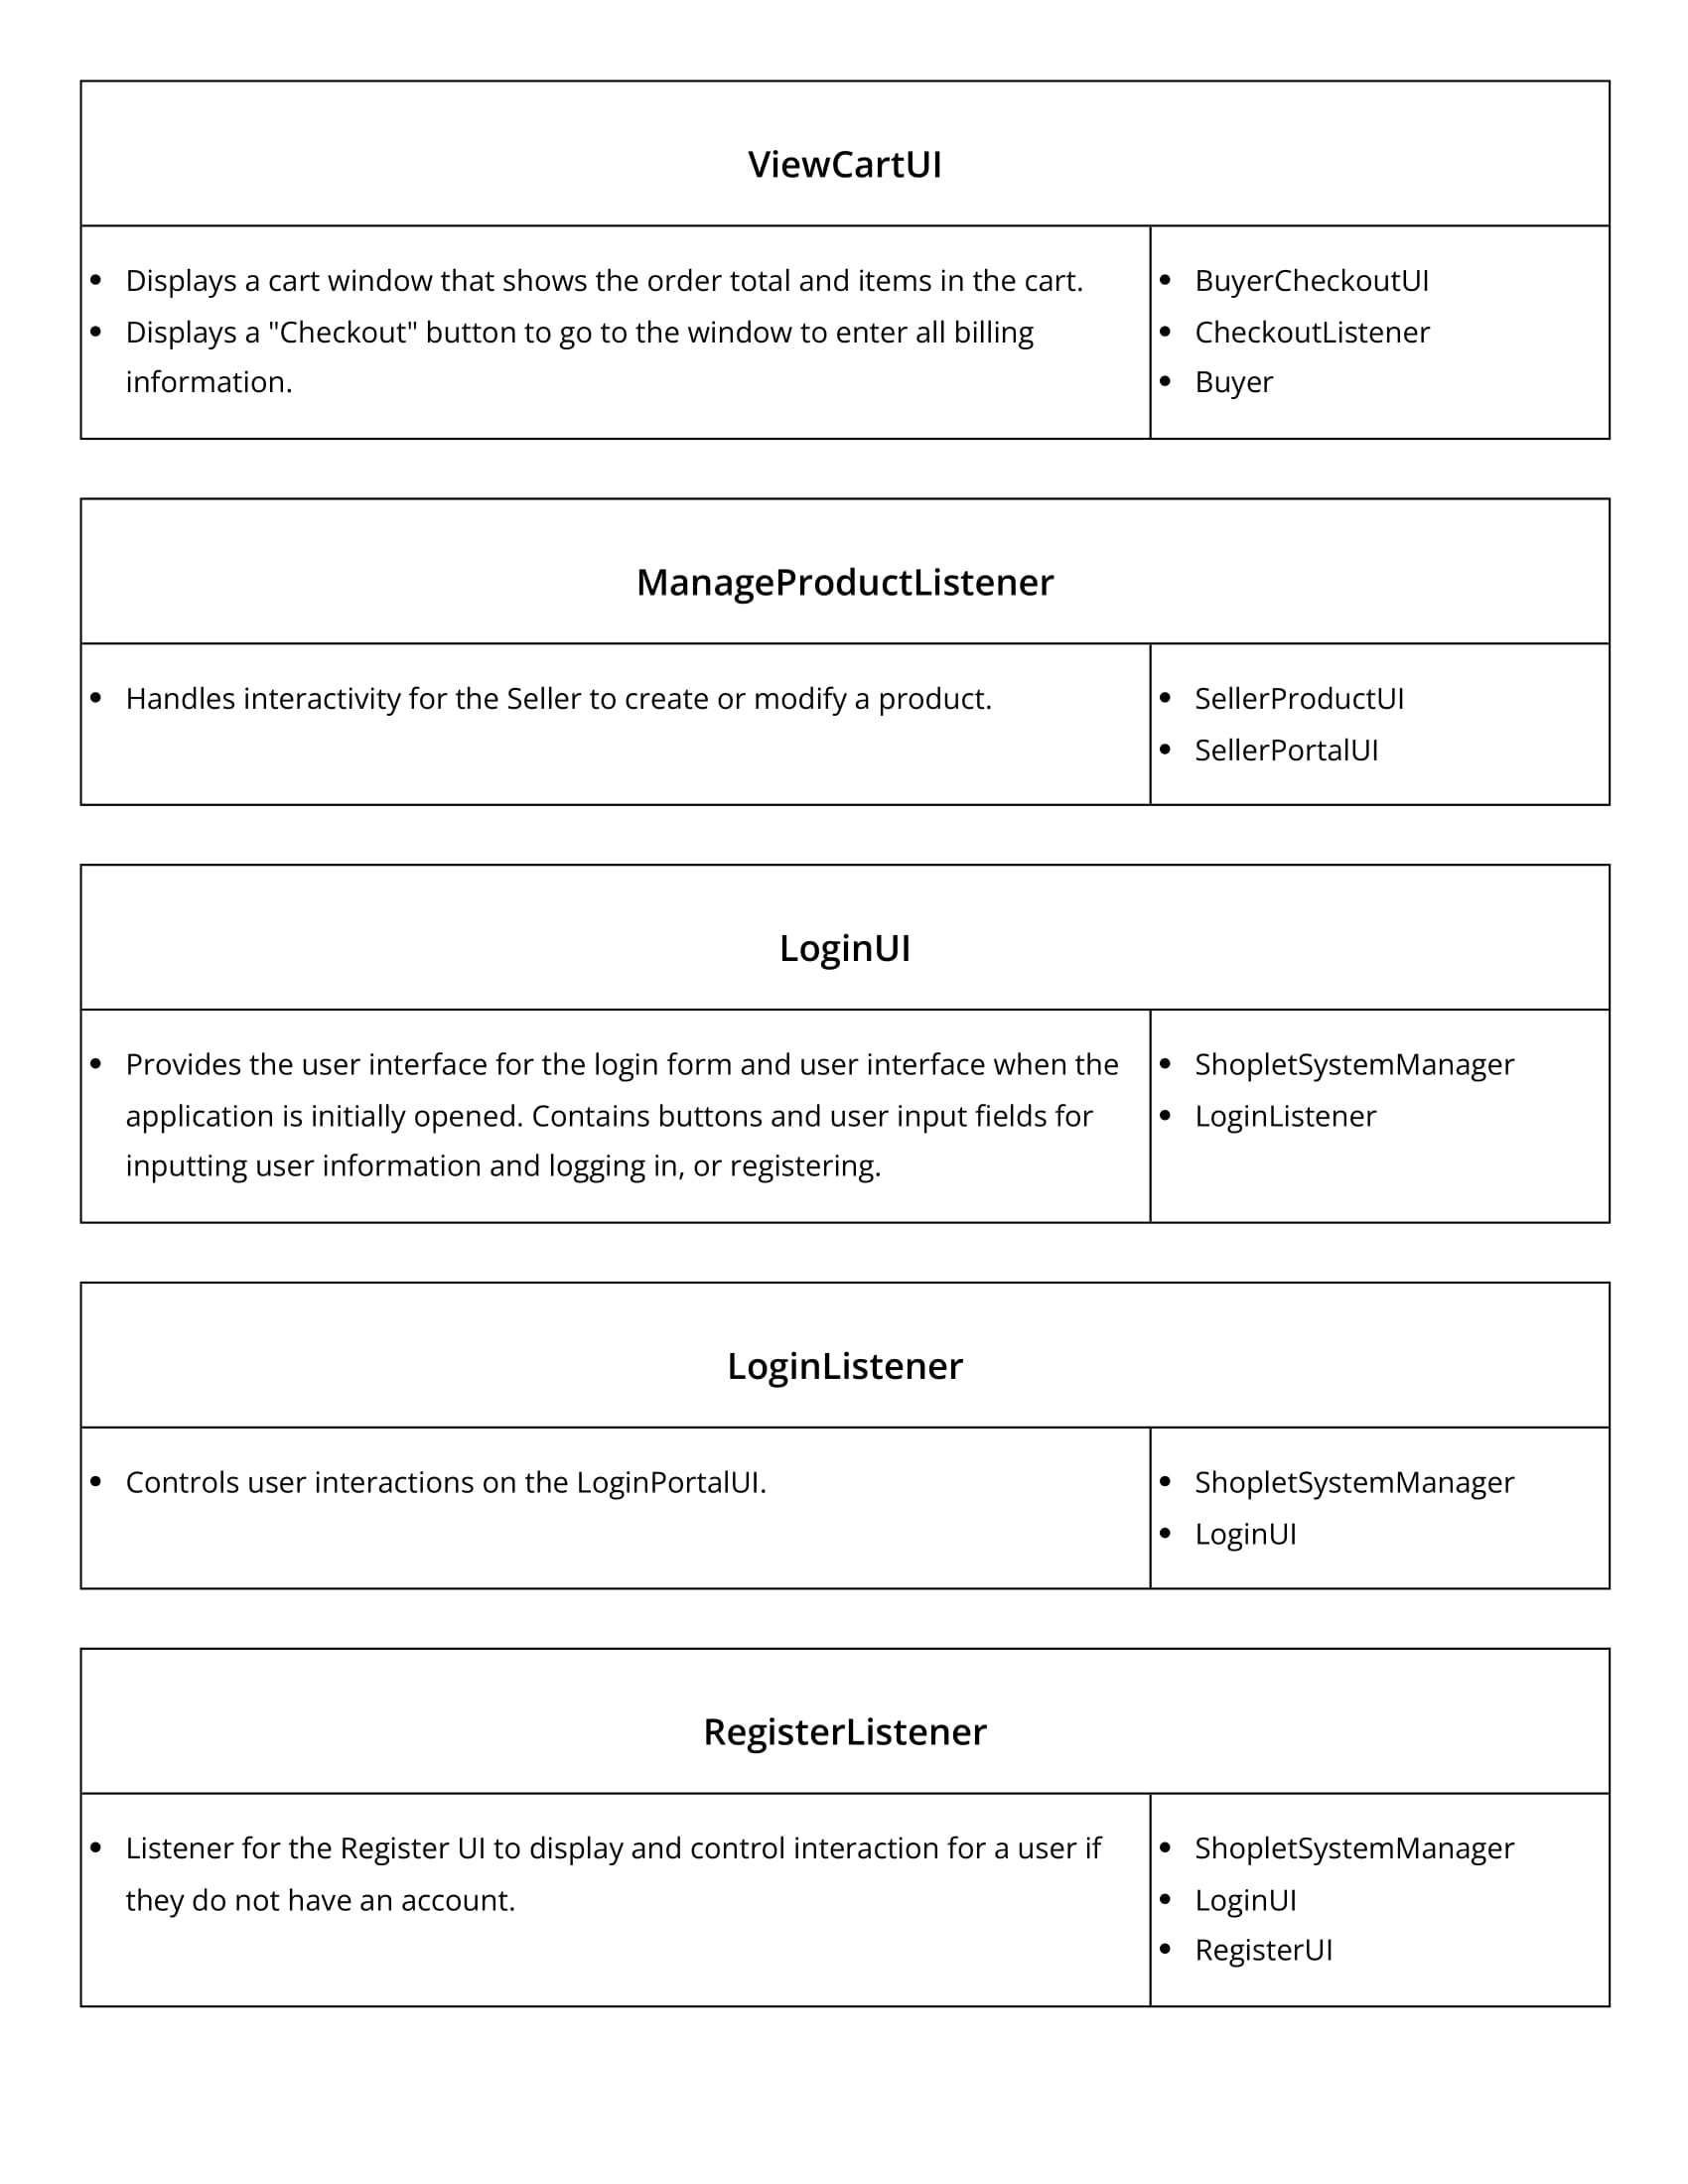 ViewCartUI
• Displays a cart window that shows the order total and items in the cart.
• Displays a "Checkout" button to go to the window to enter all billing
information.
• BuyerCheckoutUI
• CheckoutListener
• Buyer
ManageProductListener
• Handles interactivity for the Seller to create or modify a product.
• SellerProductUI
• SellerPortalUI
LoginUI
• Provides the user interface for the login form and user interface when the
application is initially opened. Contains buttons and user input fields for
inputting user information and logging in, or registering.
• ShopletSystemManager
• LoginListener
LoginListener
• Controls user interactions on the LoginPortalUI.
• ShopletSystemManager
• LoginUI
RegisterListener
• Listener for the Register UI to display and control interaction for a user if
they do not have an account.
• ShopletSystemManager
• LoginUI
• RegisterUI